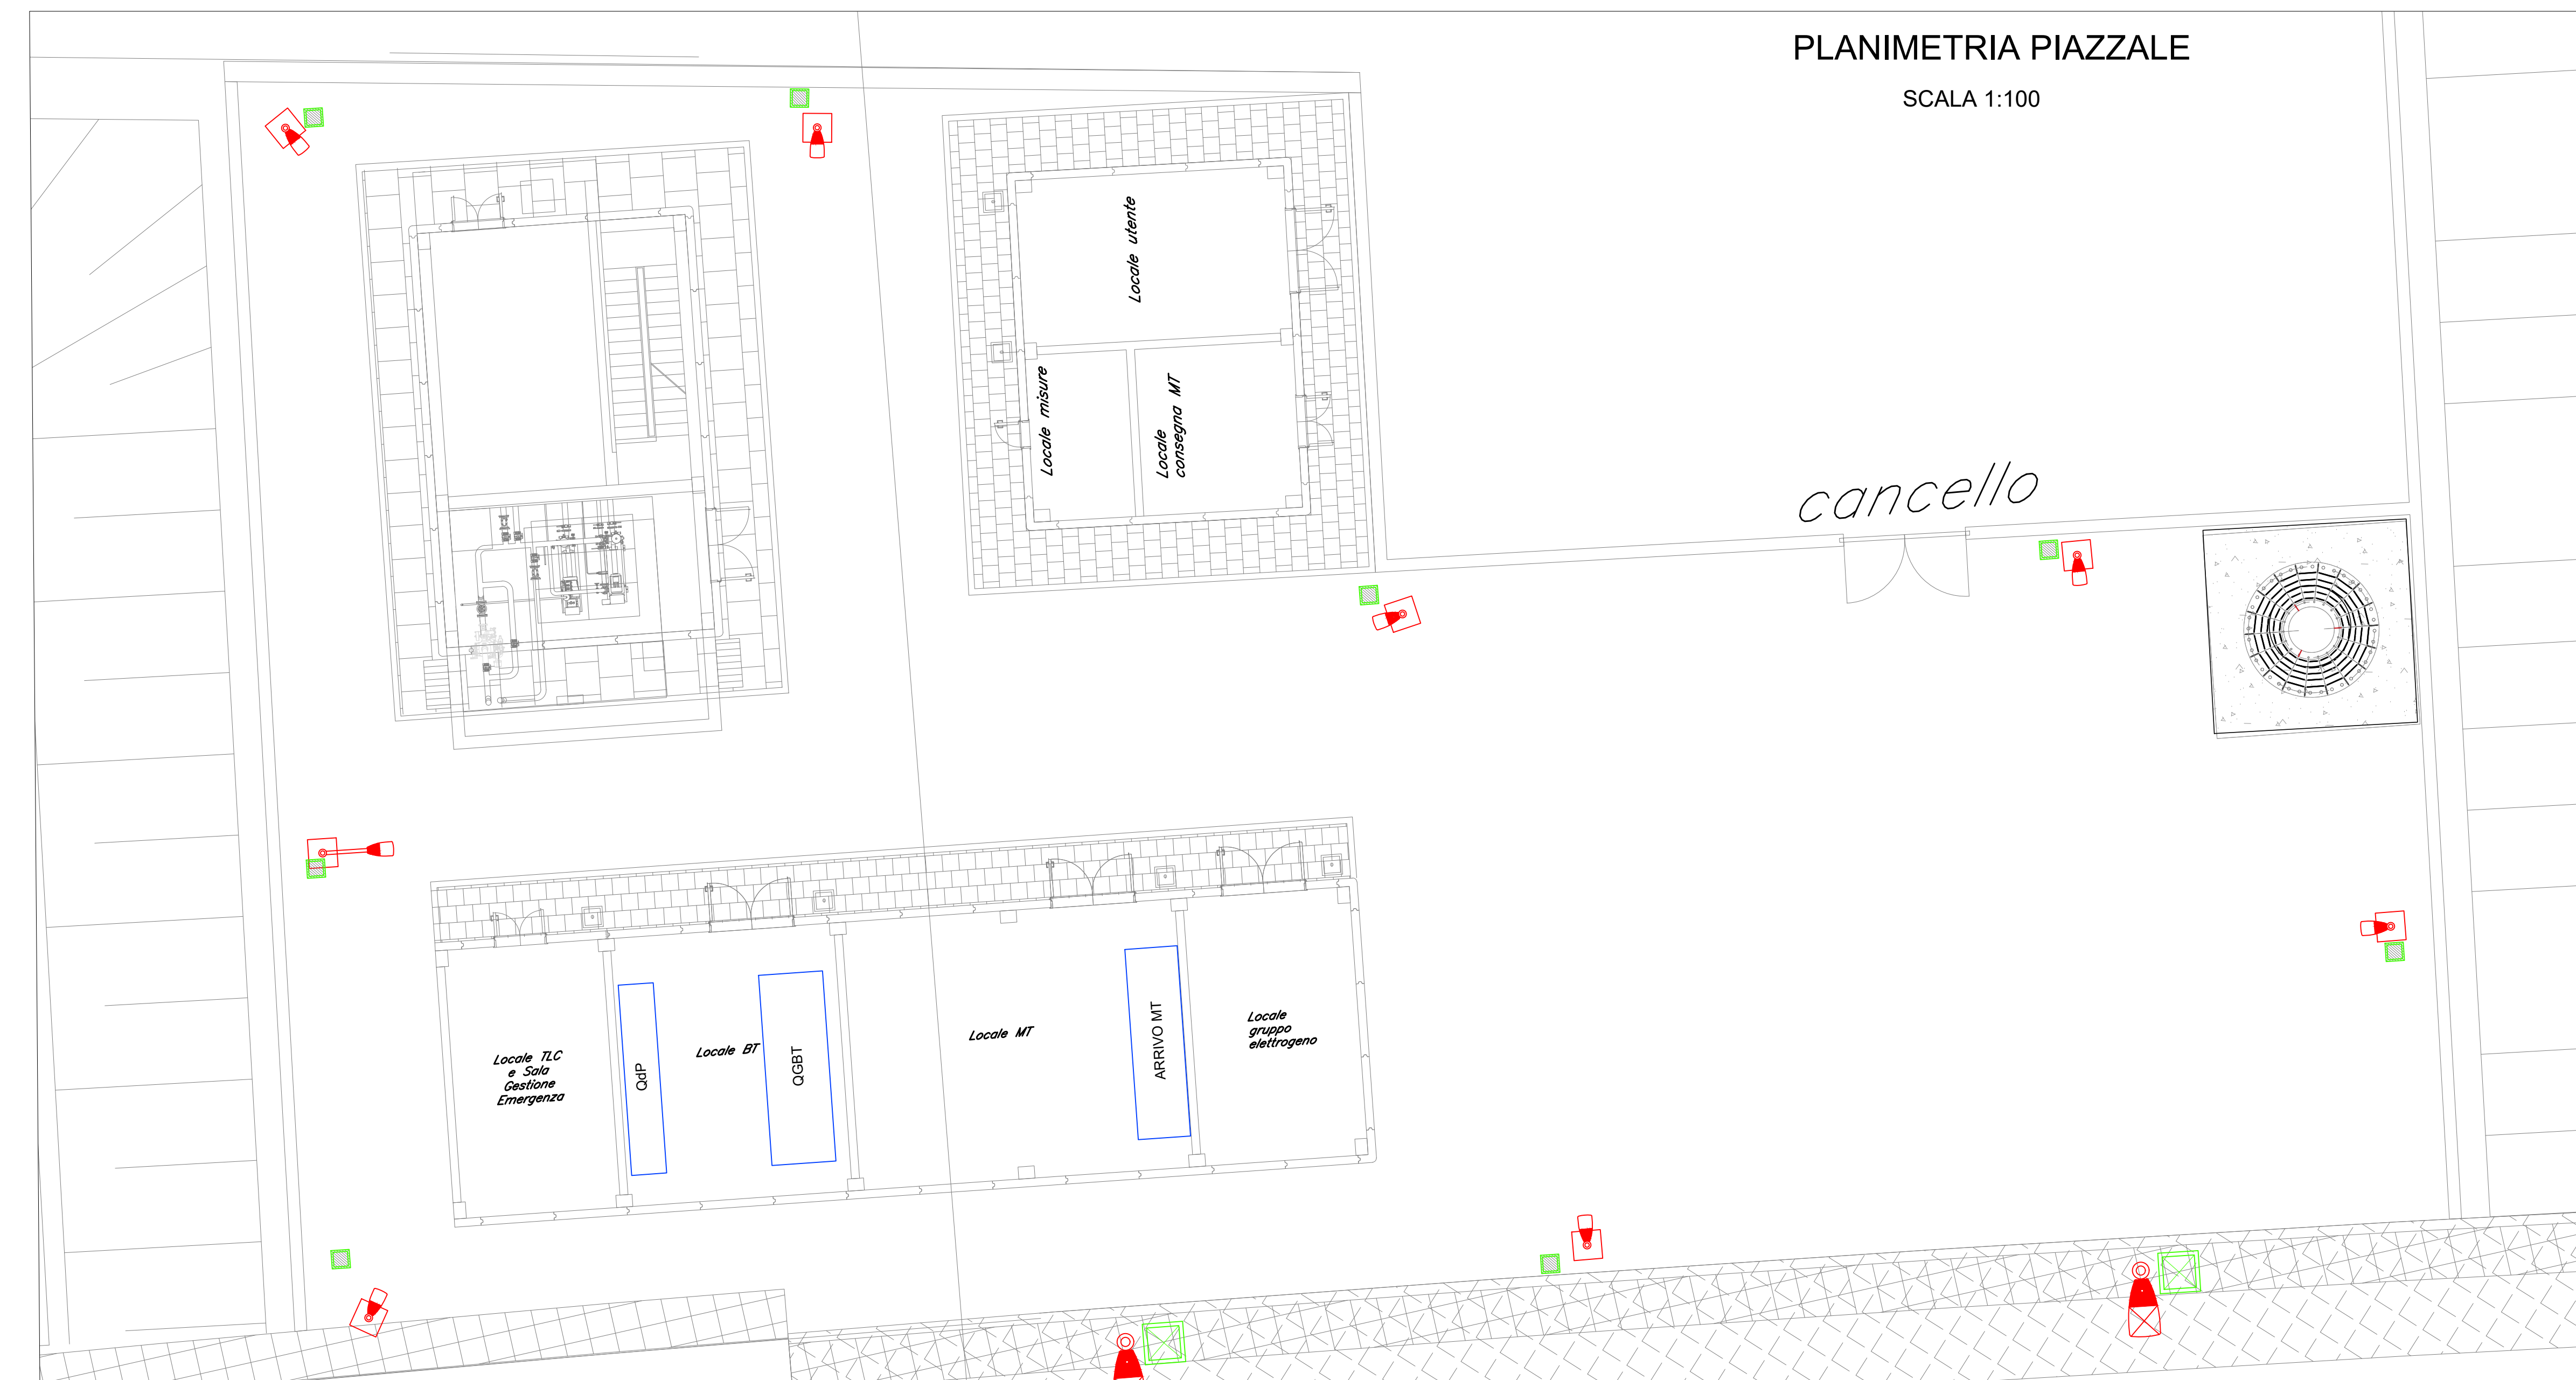 PLANIMETRIA PIAZZALE
SCALA 1:100
Locale utente
Locale misure
Locale
consegna MT
cancello
Locale TLC
e Sala
Gestione
Emergenza
QdP
Locale BT
QGBT
Locale MT
ARRIVO MT
Locale
gruppo
elettrogeno